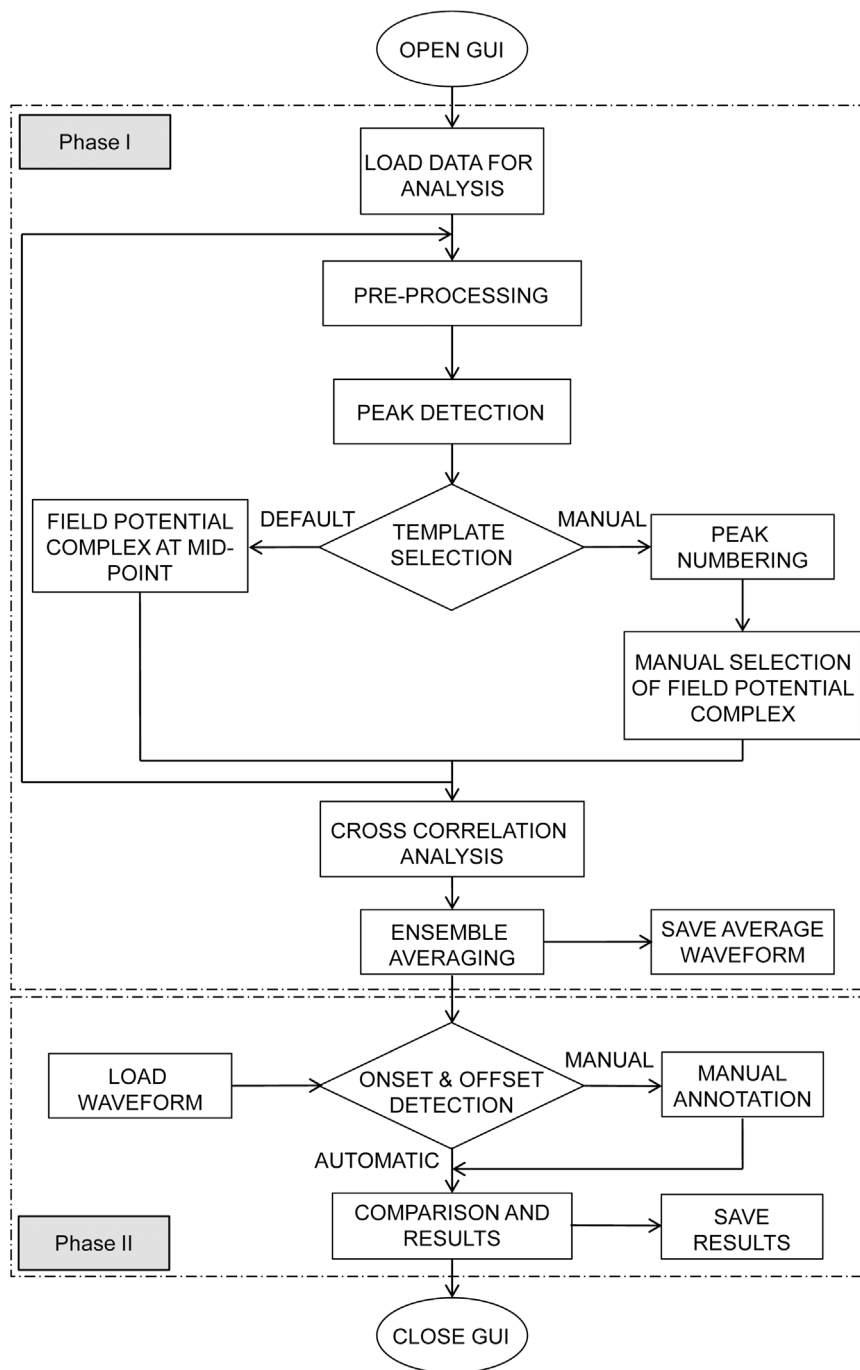 OPEN GUI
Phase I
LOAD DATA FOR
ANALYSIS
PRE-PROCESSING
PEAK DETECTION
FIELD POTENTIAL
COMPLEX AT MID-
POINT
DEFAULT
TEMPLATE
SELECTION
MANUAL
PEAK
NUMBERING
MANUAL SELECTION
OF FIELD POTENTIAL
COMPLEX
CROSS CORRELATION
ANALYSIS
ENSEMBLE
AVERAGING
SAVE AVERAGE
WAVEFORM
LOAD
WAVEFORM
ONSET & OFFSET
DETECTION
MANUAL
MANUAL
ANNOTATION
AUTOMATIC
COMPARISON AND
RESULTS
SAVE
RESULTS
Phase II
CLOSE GUI